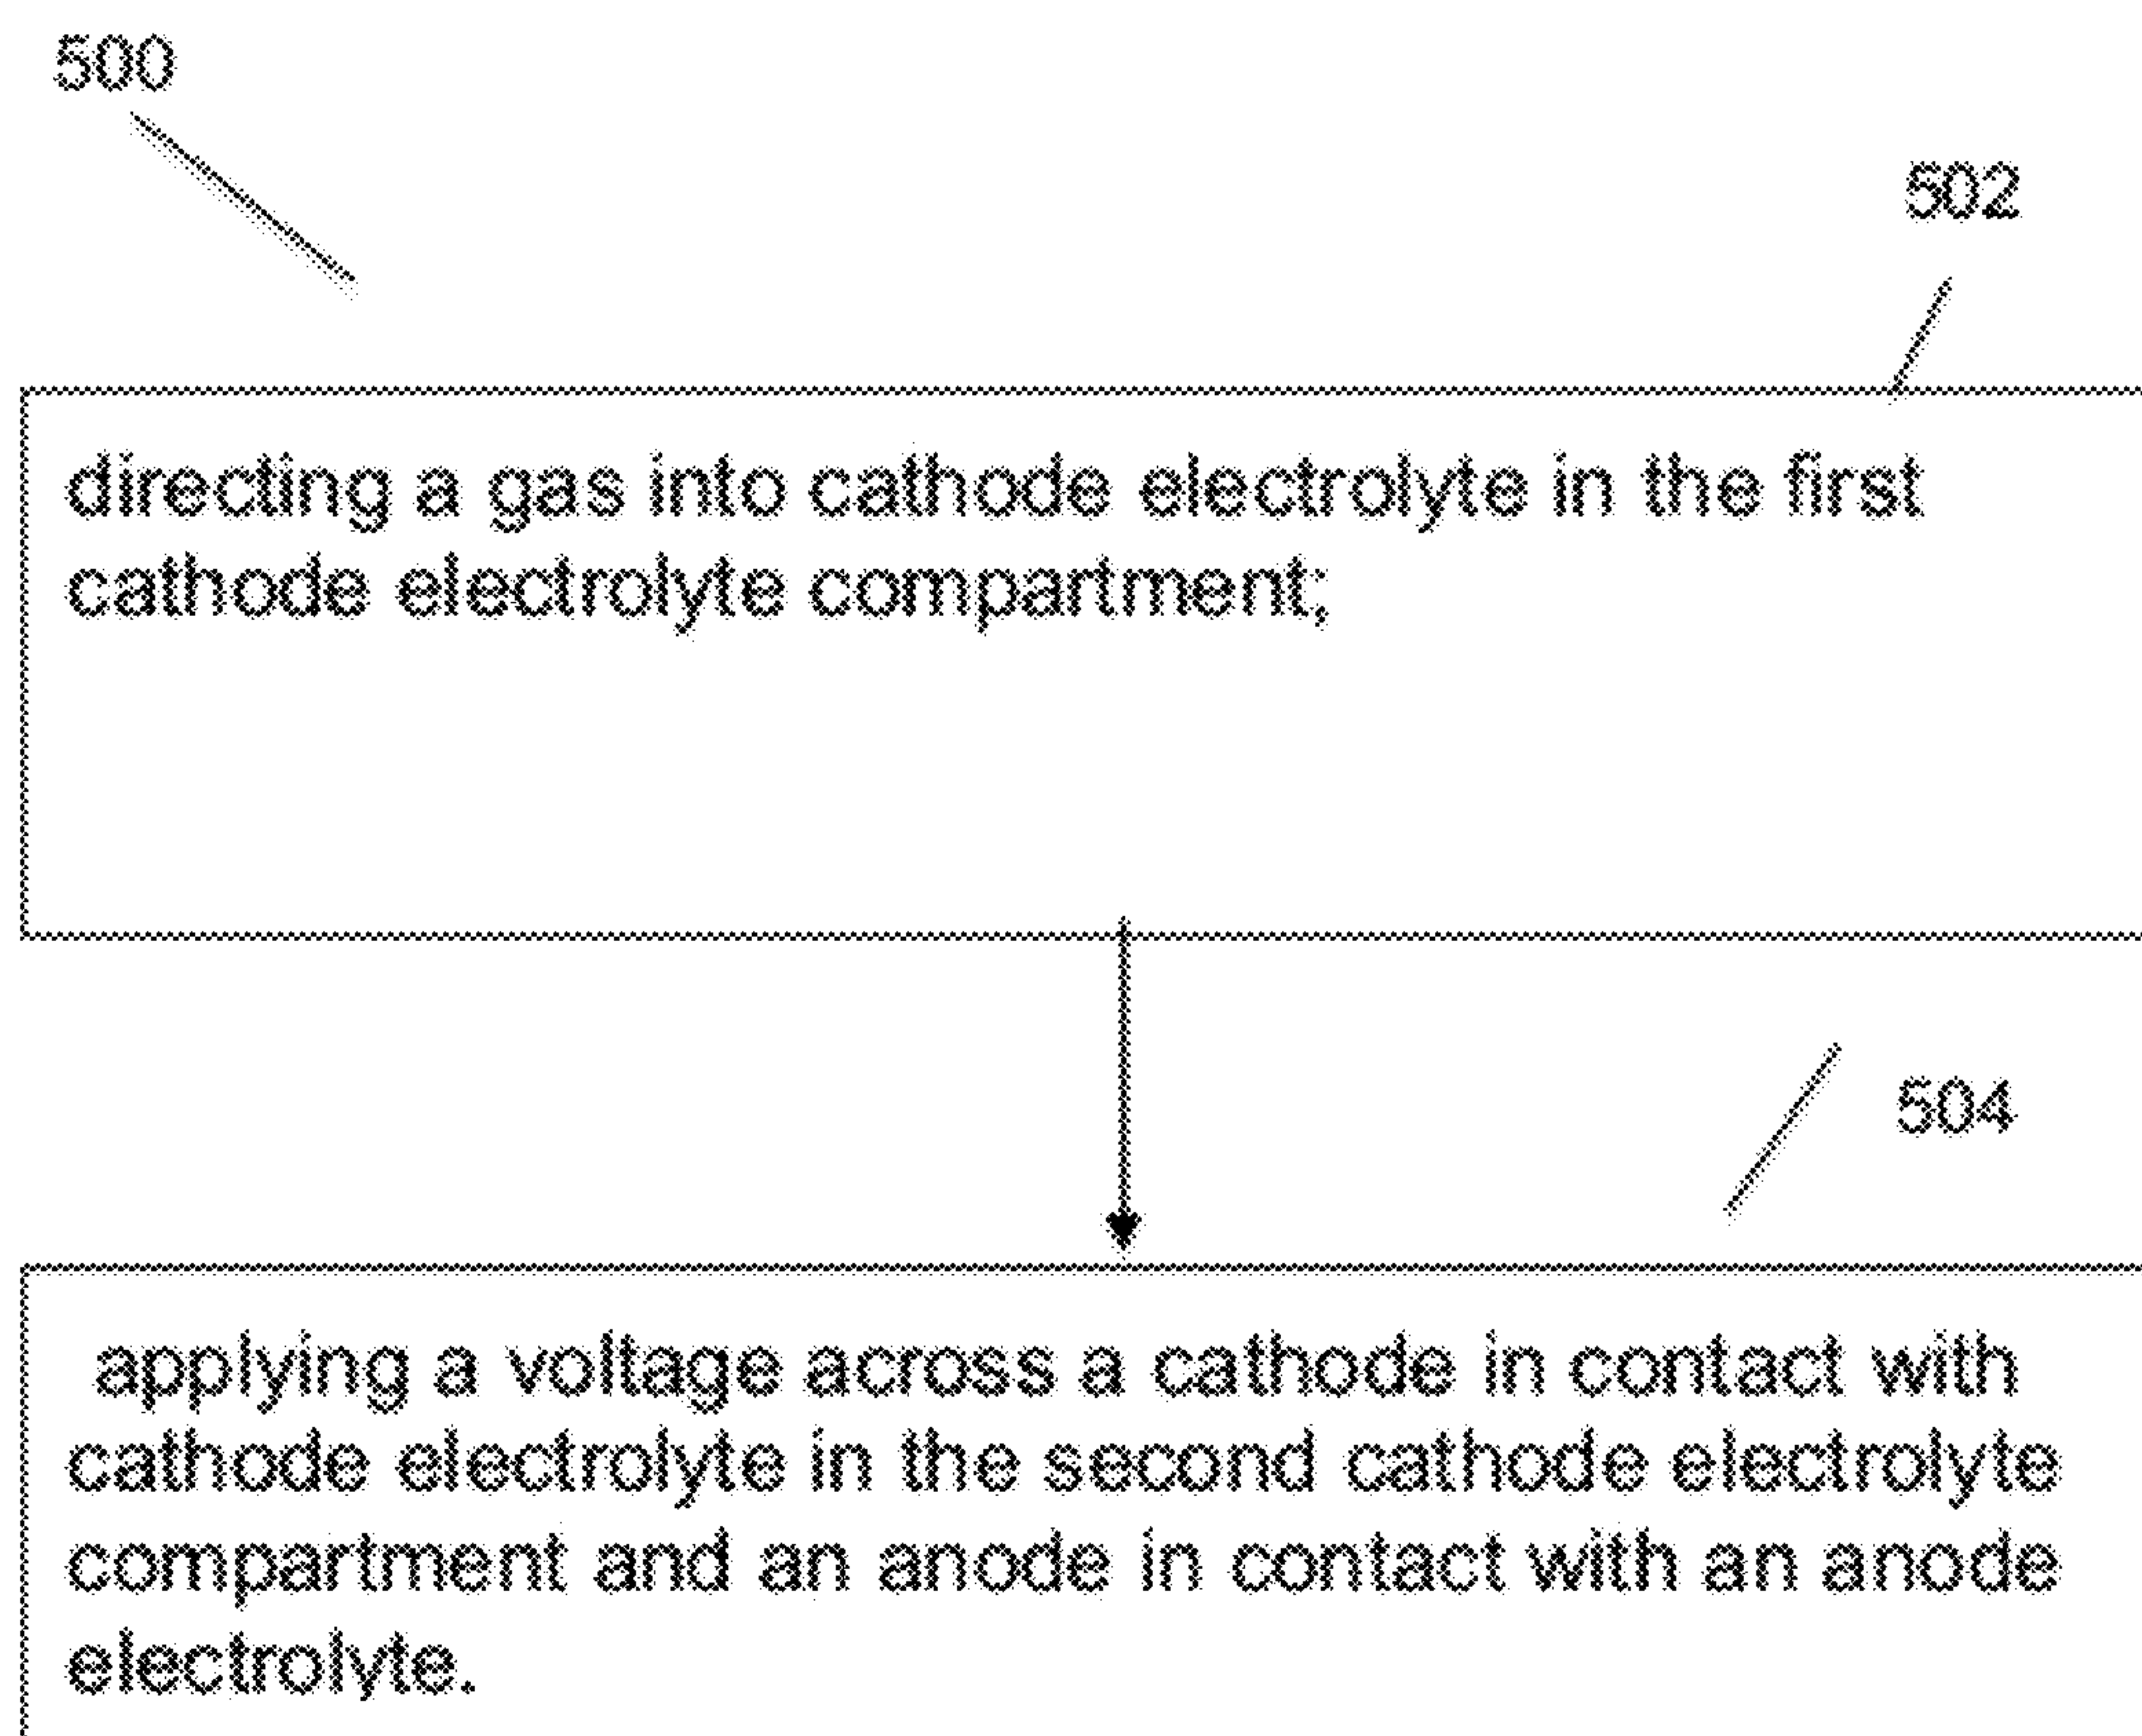 500
502
directing a gas into cathode electrolyte in the first
cathode electrolyte compartment;
504
applying a voltage across a cathode in contact with
cathode electrolyte in the second cathode electrolyte
compartment and an anode in contact with an anode
electrolyte.